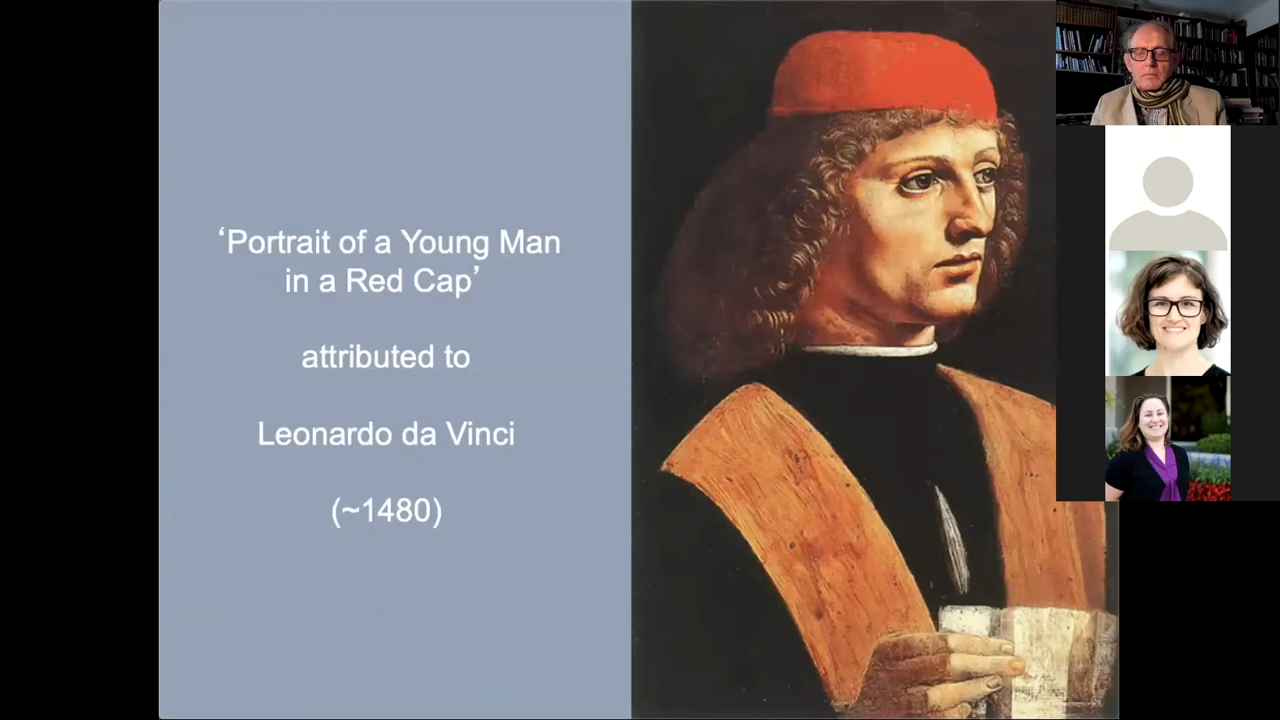 ‘Portrait of a Young Man
in a Red Cap’
attributed to
Leonardo da Vinci
(~1480)